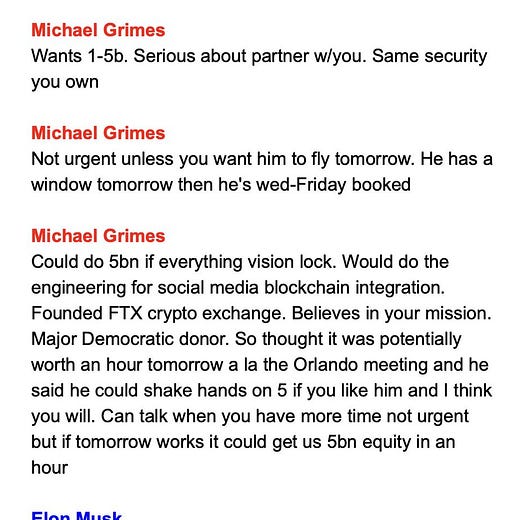 Michael Grimes
Wants 1-5b. Serious about partner w/you. Same security
you own
Michael Grimes
Not urgent unless you want him to fly tomorrow. He has a
window tomorrow then he's wed-Friday booked
Michael Grimes
Could do 5bn if everything vision lock. Would do the
engineering for social media blockchain integration.
Founded FTX crypto exchange. Believes in your mission.
Major Democratic donor. So thought it was potentially
worth an hour tomorrow a la the Orlando meeting and he
said he could shake hands on 5 if you like him and I think
you will. Can talk when you have more time not urgent
but if tomorrow works it could get us 5bn equity in an
hour
Elon Musk